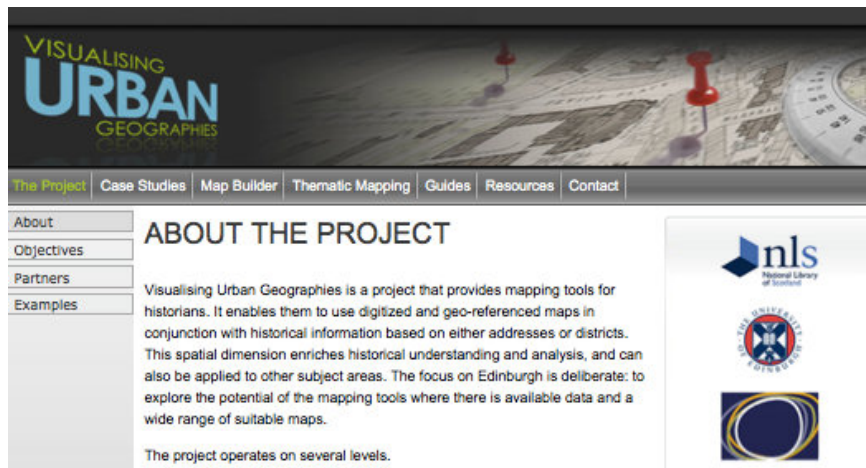 VISUALISING
URBAN
GEOGRAPHIES
The Project Case Studies Map Builder Thematic Mapping Guides Resources Contact
About
Objectives
Partners
Examples
ABOUT THE PROJECT
Visualising Urban Geographies is a project that provides mapping tools for
historians. It enables them to use digitized and geo-referenced maps in
conjunction with historical information based on either addresses or districts.
This spatial dimension enriches historical understanding and analysis, and can
also be applied to other subject areas. The focus on Edinburgh is deliberate: to
explore the potential of the mapping tools where there is available data and a
wide range of suitable maps.
The project operates on several levels.
nls
National Library
of Scotland
THE UNIVERSITY
OF EDINBURGH